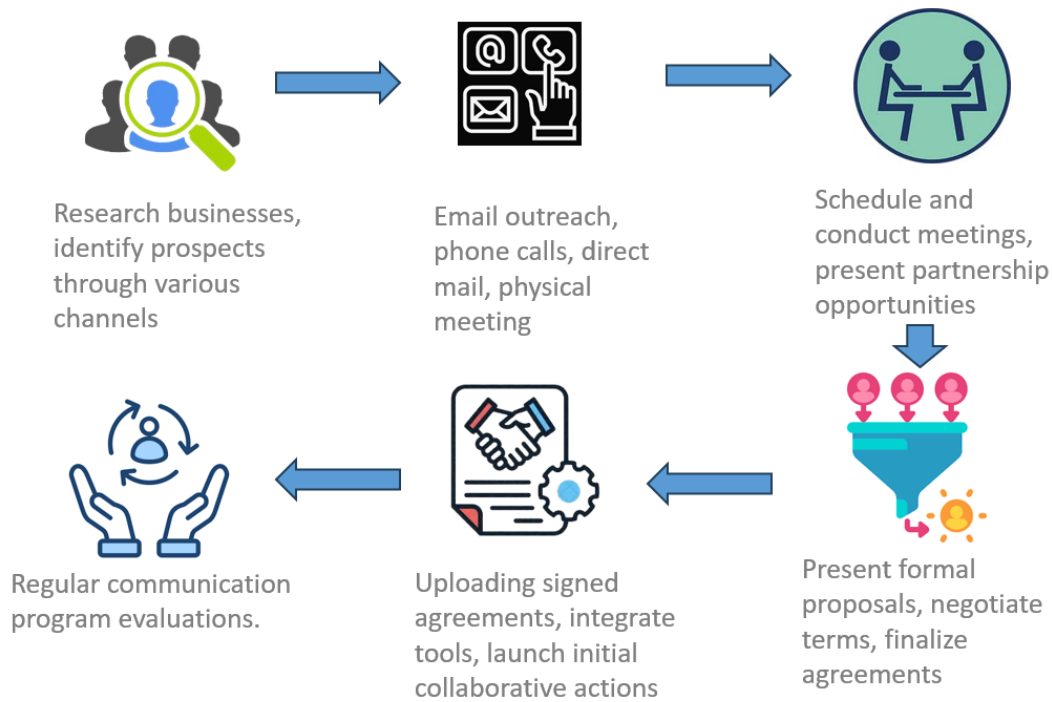 Research businesses,
identify prospects
through various
channels
Email outreach,
phone calls, direct
mail, physical
meeting
Schedule and
conduct meetings,
present partnership
opportunities
Present formal
proposals, negotiate
terms, finalize
agreements
Uploading signed
agreements, integrate
tools, launch initial
collaborative actions
Regular communication
program evaluations.